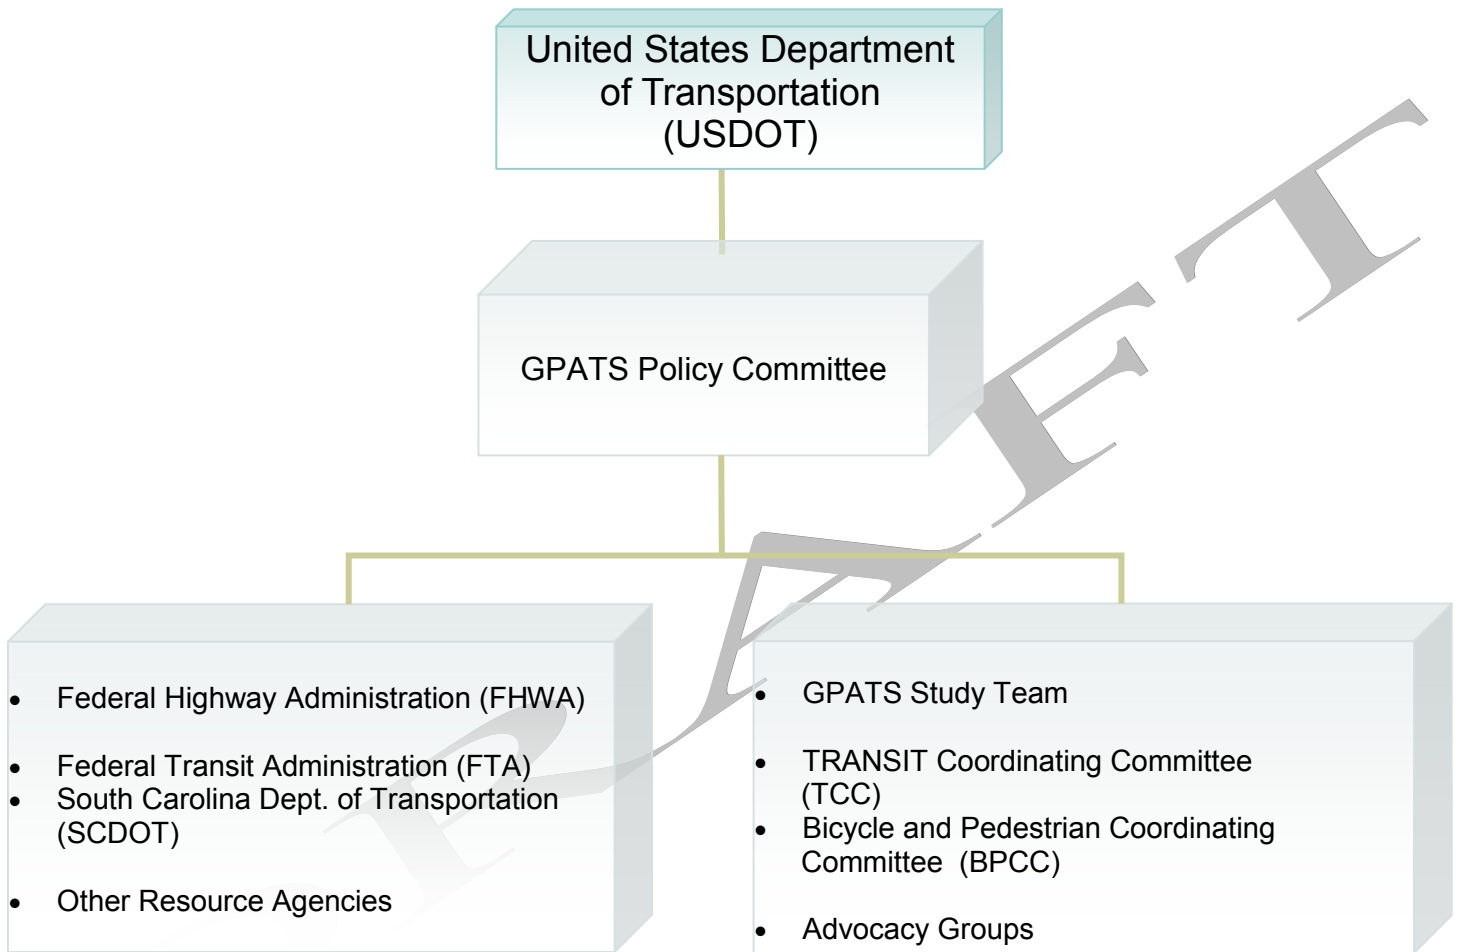 United States Department
of Transportation
(USDOT)
GPATS Policy Committee
• Federal Highway Administration (FHWA)
• Federal Transit Administration (FTA)
• South Carolina Dept. of Transportation
(SCDOT)
• Other Resource Agencies
• GPATS Study Team
• TRANSIT Coordinating Committee
(TCC)
• Bicycle and Pedestrian Coordinating
Committee (BPCC)
• Advocacy Groups
DRAFT